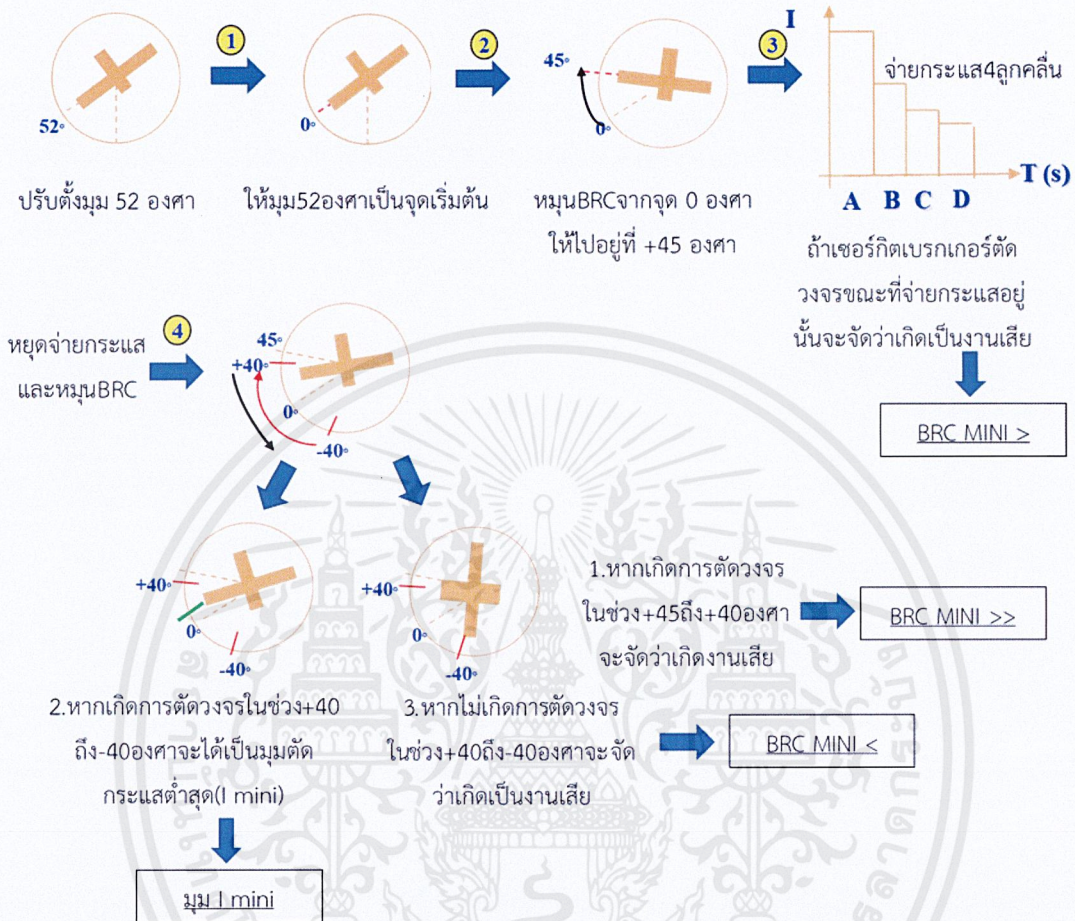 1
2
3
I
52°
0°
45°
0°
จ่ายกระแส4ลูกคลื่น
T (s)
A B C D
ปรับตั้งมุม 52 องศา
ให้มุม52องศาเป็นจุดเริ่มต้น
หมุนBRCจากจุด 0 องศา
ให้ไปอยู่ที่ +45 องศา
ถ้าเซอร์กิตเบรกเกอร์ตัด
วงจรขณะที่จ่ายกระแสอยู่
นั้นจะจัดว่าเกิดเป็นงานเสีย
BRC MINI >
หยุดจ่ายกระแส
และหมุนBRC
4
45°
+40°
0°
-40°
+40°
0°
-40°
+40°
0°
-40°
1.หากเกิดการตัดวงจร
ในช่วง+45ถึง+40องศา
จะจัดว่าเกิดงานเสีย
BRC MINI >>
2.หากเกิดการตัดวงจรในช่วง+40
ถึง-40องศาจะได้เป็นมุมตัด
กระแสต่ำสุด(I mini)
3.หากไม่เกิดการตัดวงจร
ในช่วง+40ถึง-40องศาจะจัด
ว่าเกิดเป็นงานเสีย
BRC MINI <
มุม I mini